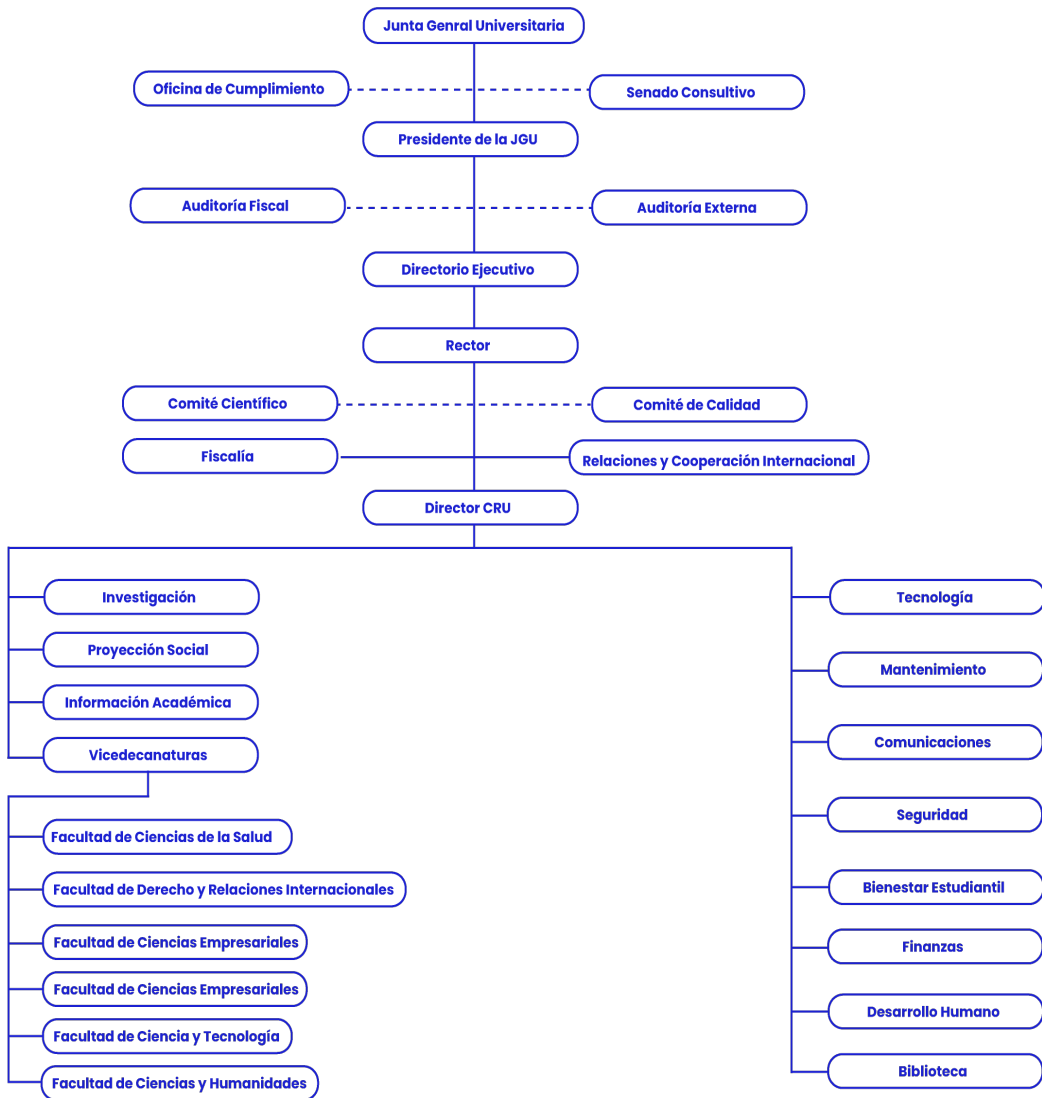 Junta Genral Universitaria
Oficina de Cumplimiento
Senado Consultivo
Presidente de la JGU
Auditoría Fiscal
Auditoría Externa
Directorio Ejecutivo
Rector
Comité Científico
Comité de Calidad
Fiscalía
Relaciones y Cooperación Internacional
Director CRU
Investigación
Proyección Social
Información Académica
Vicedecanaturas
Facultad de Ciencias de la Salud
Facultad de Derecho y Relaciones Internacionales
Facultad de Ciencias Empresariales
Facultad de Ciencias Empresariales
Facultad de Ciencia y Tecnología
Facultad de Ciencias y Humanidades
Tecnología
Mantenimiento
Comunicaciones
Seguridad
Bienestar Estudiantil
Finanzas
Desarrollo Humano
Biblioteca